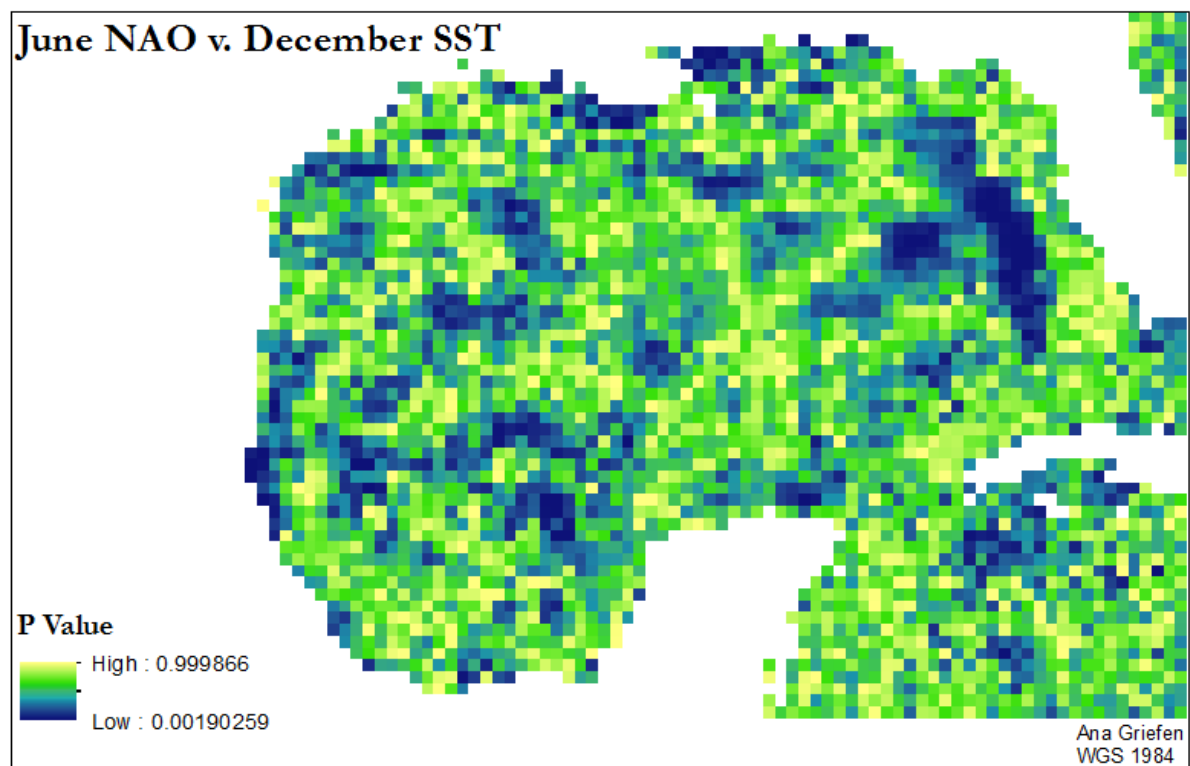 June NAO v. December SST
P Value
High : 0.999866
Low : 0.00190259
Ana Griefen
WGS 1984